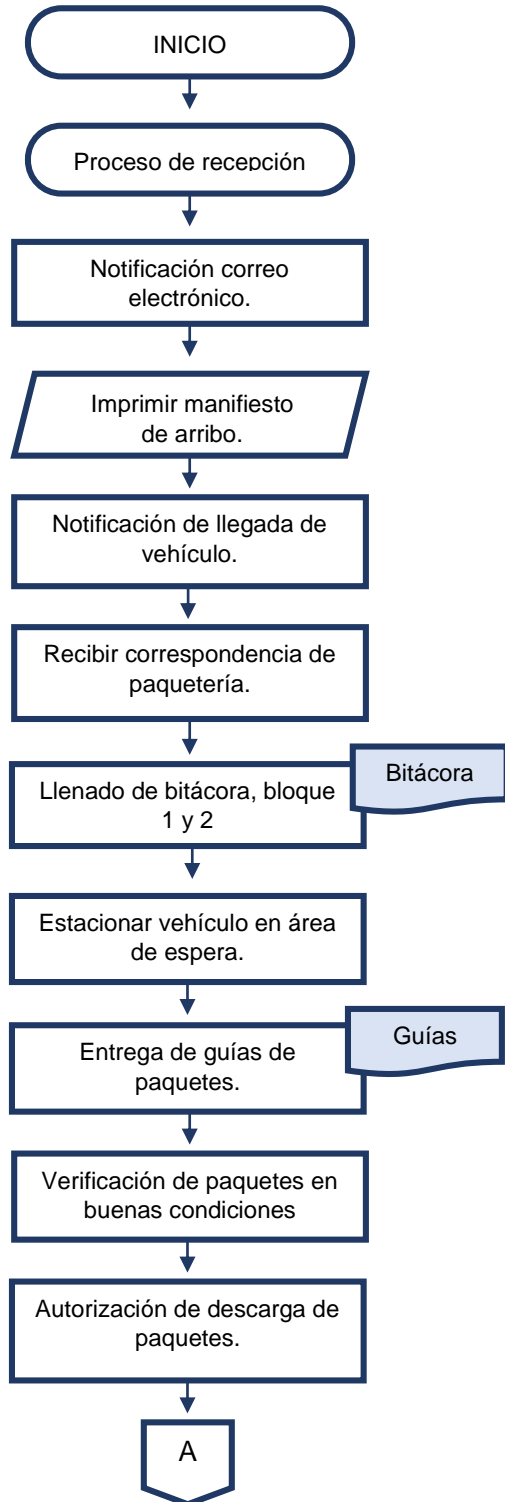 INICIO
Proceso de recepción
Notificación correo
electrónico.
Imprimir manifiesto
de arribo.
Notificación de llegada de
vehículo.
Recibir correspondencia de
paquetería.
Bitácora
Llenado de bitácora, bloque
1 y 2
Estacionar vehículo en área
de espera.
Guías
Entrega de guías de
paquetes.
Verificación de paquetes en
buenas condiciones
Autorización de descarga de
paquetes.
A